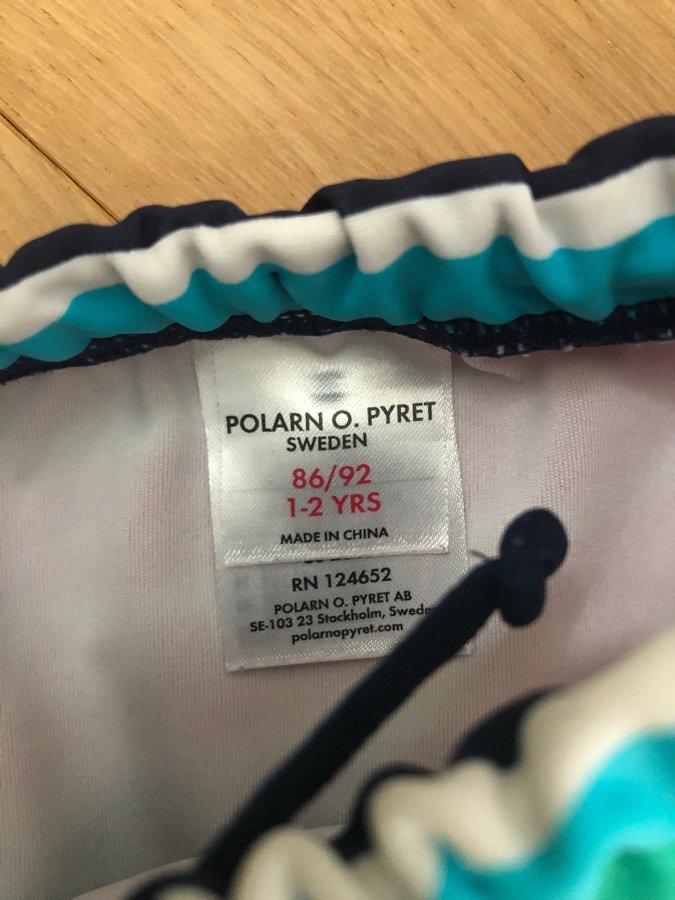 POLARN O. PYRET
SWEDEN
86/92
1-2 YRS
MADE IN CHINA
RN 124652
POLARN O. PYRET AB
SE-103 23 Stockholm, Sweden
polarnopyret.com